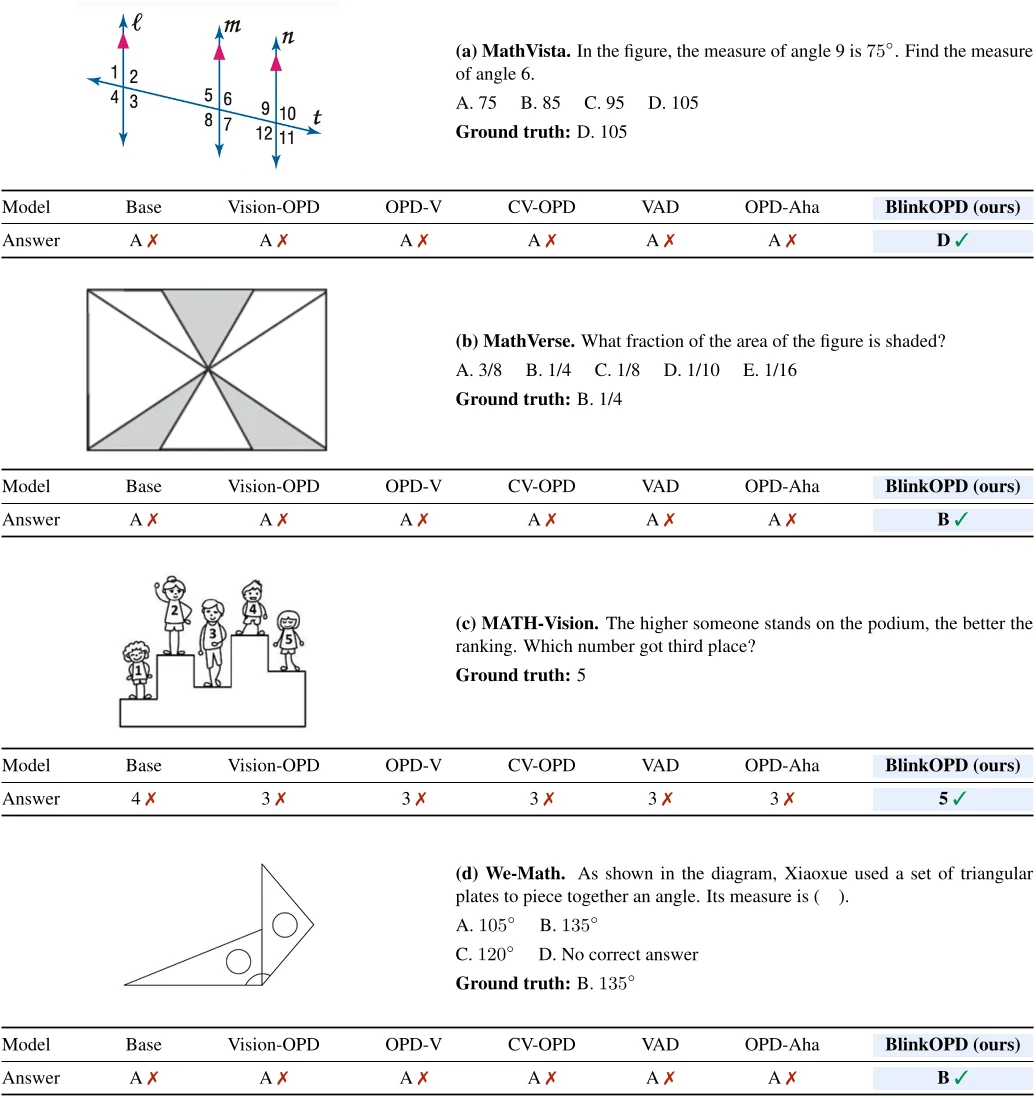 ℓ
m
n
1 2
4 3
5 6
8 7
9 10
12 11
t
(a) MathVista. In the figure, the measure of angle 9 is 75°. Find the measure
of angle 6.
A. 75 B. 85 C. 95 D. 105
Ground truth: D. 105
Model Base Vision-OPD OPD-V CV-OPD VAD OPD-Aha BlinkOPD (ours)
Answer A ✗ A ✗ A ✗ A ✗ A ✗ A ✗ D ✓
(b) MathVerse. What fraction of the area of the figure is shaded?
A. 3/8 B. 1/4 C. 1/8 D. 1/10 E. 1/16
Ground truth: B. 1/4
Model Base Vision-OPD OPD-V CV-OPD VAD OPD-Aha BlinkOPD (ours)
Answer A ✗ A ✗ A ✗ A ✗ A ✗ A ✗ B ✓
1 2 3 4 5
(c) MATH-Vision. The higher someone stands on the podium, the better the
ranking. Which number got third place?
Ground truth: 5
Model Base Vision-OPD OPD-V CV-OPD VAD OPD-Aha BlinkOPD (ours)
Answer 4 ✗ 3 ✗ 3 ✗ 3 ✗ 3 ✗ 3 ✗ 5 ✓
(d) We-Math. As shown in the diagram, Xiaoxue used a set of triangular
plates to piece together an angle. Its measure is ( ).
A. 105° B. 135°
C. 120° D. No correct answer
Ground truth: B. 135°
Model Base Vision-OPD OPD-V CV-OPD VAD OPD-Aha BlinkOPD (ours)
Answer A ✗ A ✗ A ✗ A ✗ A ✗ A ✗ B ✓